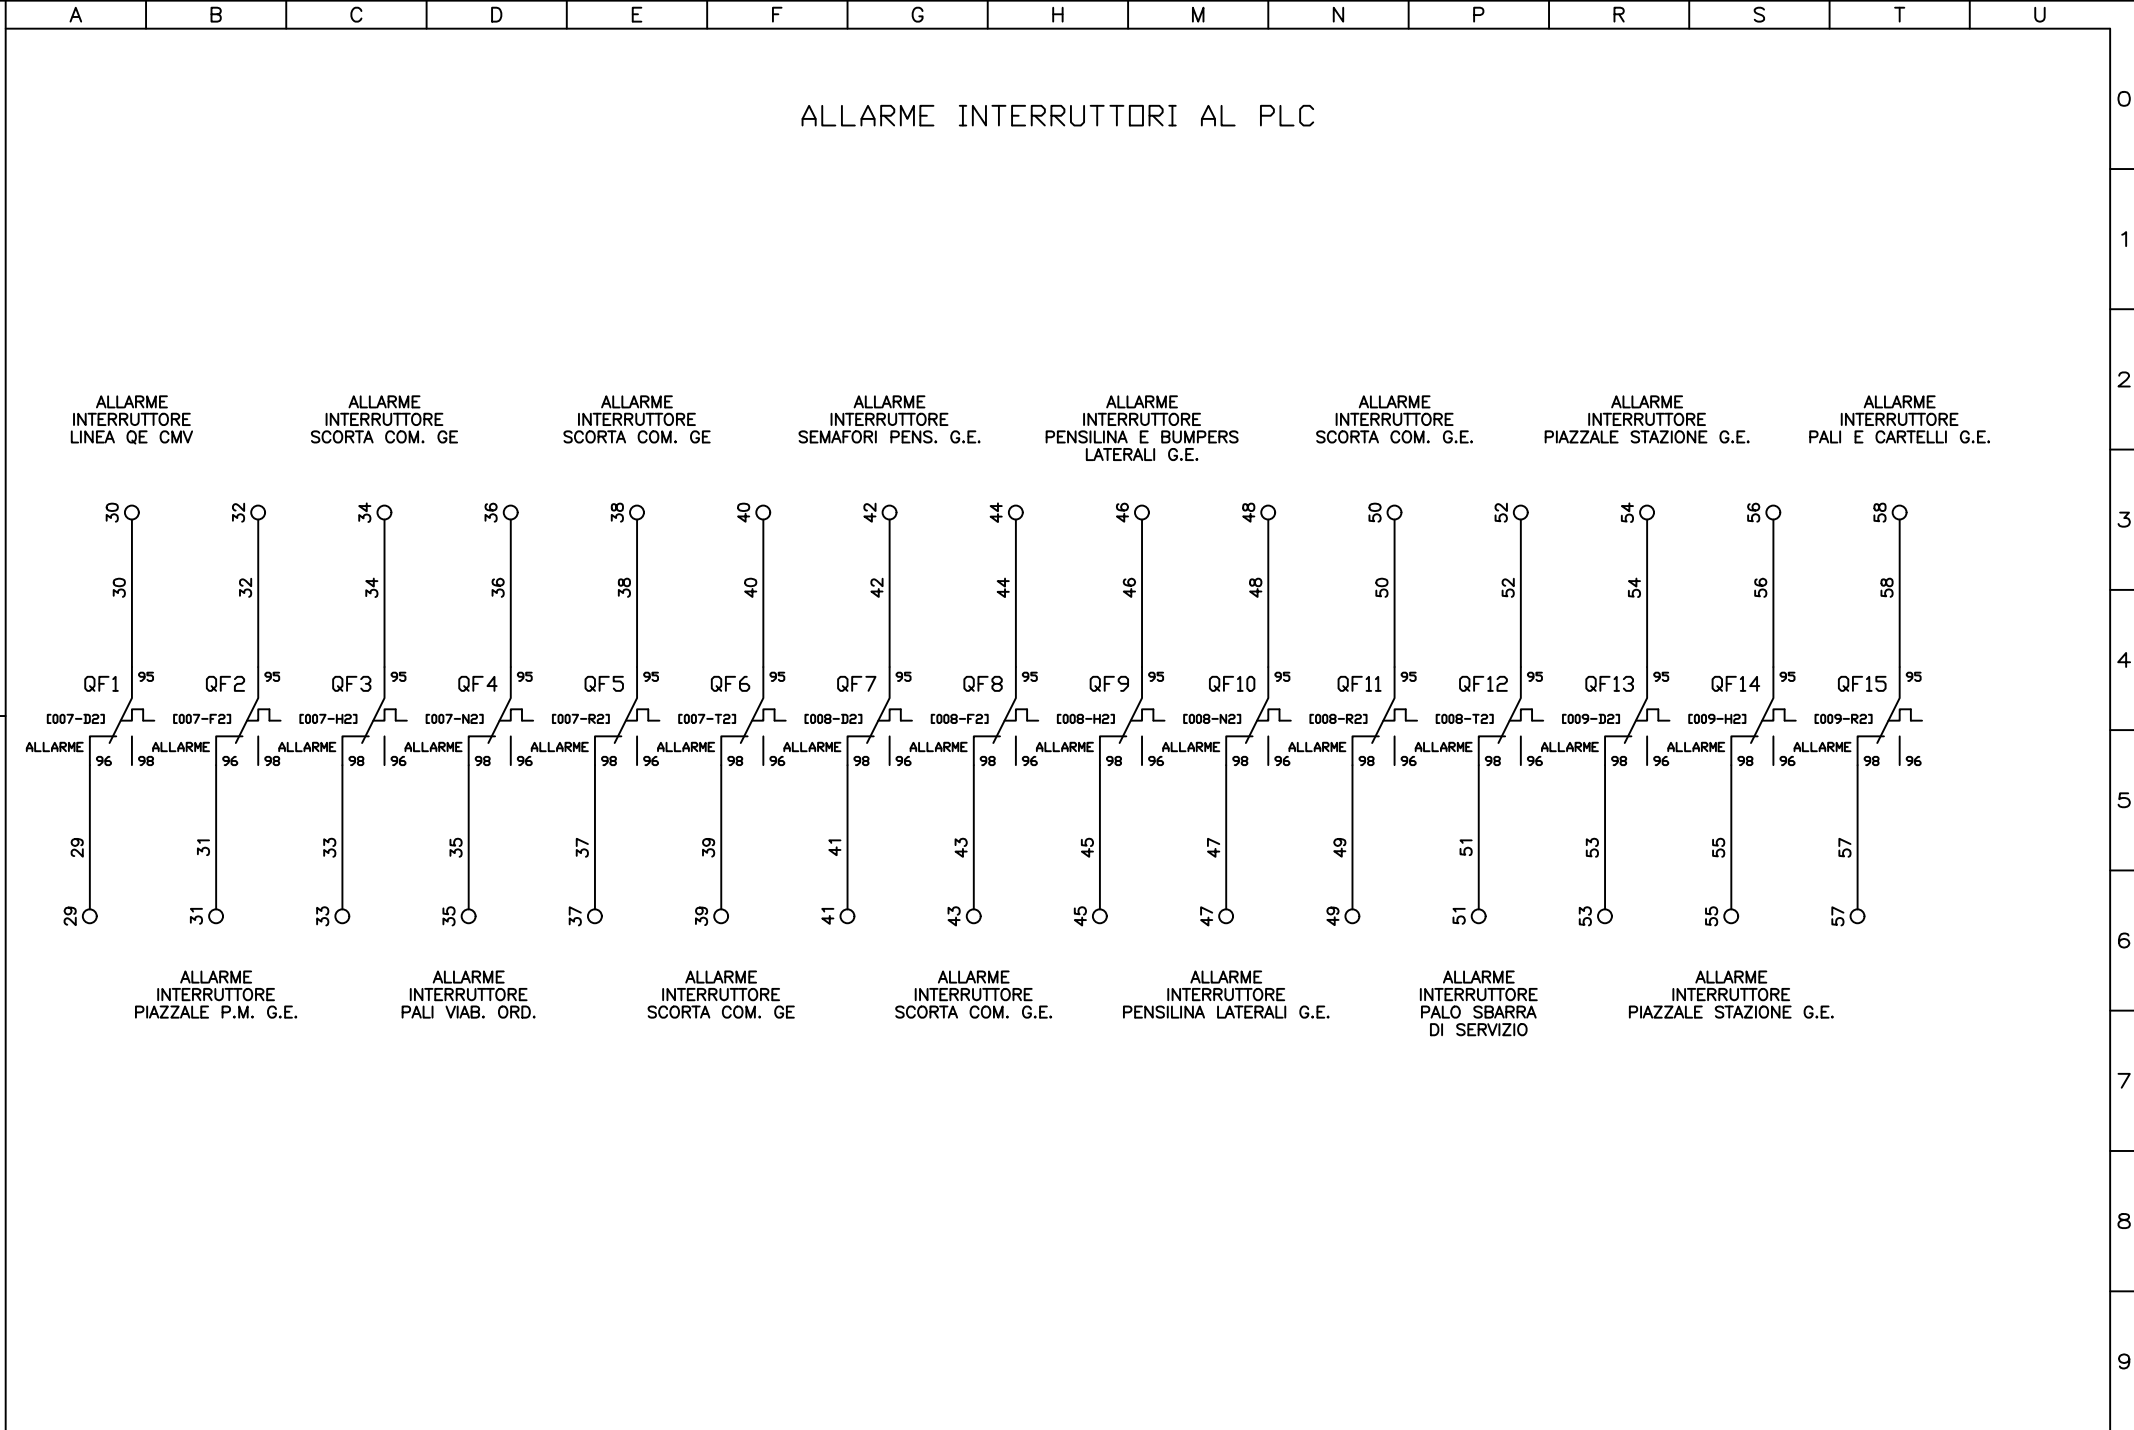 A B C D E F G H M N P R S T U
0
ALLARME INTERRUTTORI AL PLC
1
2
ALLARME
INTERRUTTORE
LINEA QE CMV
ALLARME
INTERRUTTORE
SCORTA COM. GE
ALLARME
INTERRUTTORE
SCORTA COM. GE
ALLARME
INTERRUTTORE
SEMAFORI PENS. G.E.
ALLARME
INTERRUTTORE
PENSILINA E BUMPERS
LATERALI G.E.
ALLARME
INTERRUTTORE
SCORTA COM. G.E.
ALLARME
INTERRUTTORE
PIAZZALE STAZIONE G.E.
ALLARME
INTERRUTTORE
PALI E CARTELLI G.E.
30 32 34 36 38 40 42 44 46 48 50 52 54 56 58
3
30 32 34 36 38 40 42 44 46 48 50 52 54 56 58
4
QF1 95 QF2 95 QF3 95 QF4 95 QF5 95 QF6 95 QF7 95 QF8 95 QF9 95 QF10 95 QF11 95 QF12 95 QF13 95 QF14 95 QF15 95
[007-D2] [007-F2] [007-H2] [007-N2] [007-R2] [007-T2] [008-D2] [008-F2] [008-H2] [008-N2] [008-R2] [008-T2] [009-D2] [009-H2] [009-R2]
ALLARME ALLARME ALLARME ALLARME ALLARME ALLARME ALLARME ALLARME ALLARME ALLARME ALLARME ALLARME ALLARME ALLARME ALLARME
96 98 96 98 98 96 98 96 98 96 98 96 98 96 98 96 98 96 98 96 98 96 98 96 98 96 98 96 98 96
5
29 31 33 35 37 39 41 43 45 47 49 51 53 55 57
29 31 33 35 37 39 41 43 45 47 49 51 53 55 57
6
ALLARME
INTERRUTTORE
PIAZZALE P.M. G.E.
ALLARME
INTERRUTTORE
PALI VIAB. ORD.
ALLARME
INTERRUTTORE
SCORTA COM. GE
ALLARME
INTERRUTTORE
SCORTA COM. G.E.
ALLARME
INTERRUTTORE
PENSILINA LATERALI G.E.
ALLARME
INTERRUTTORE
PALO SBARRA
DI SERVIZIO
ALLARME
INTERRUTTORE
PIAZZALE STAZIONE G.E.
7
8
9